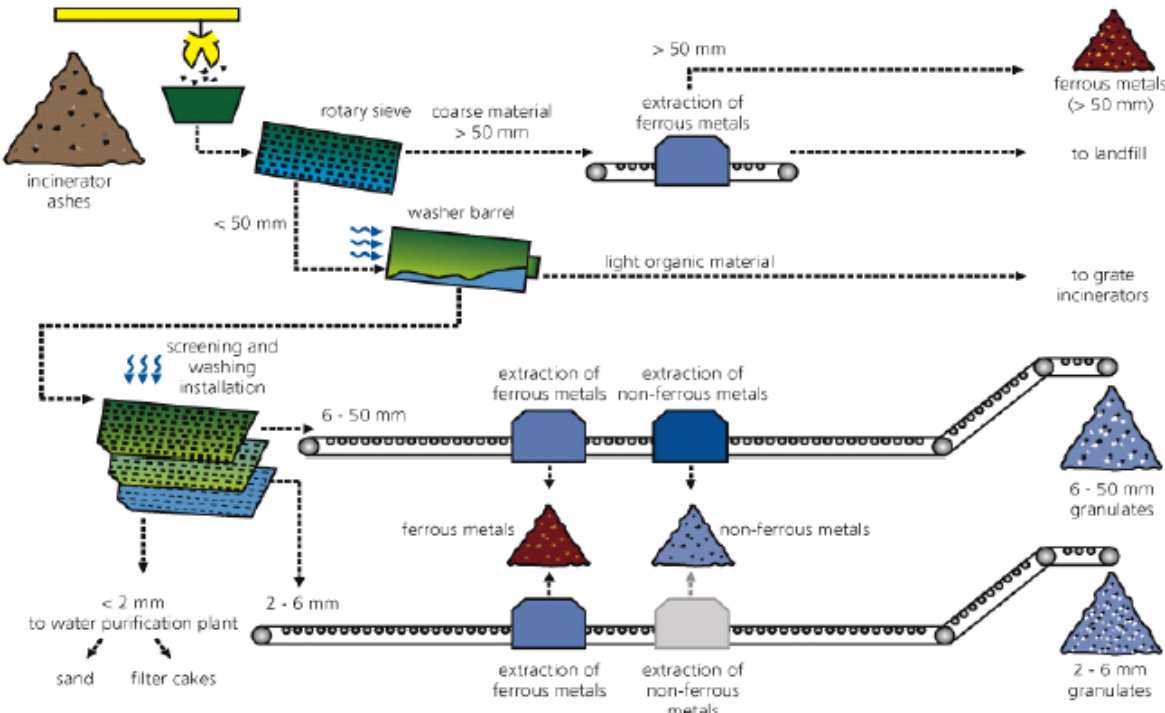 > 50 mm
ferrous metals
(> 50 mm)
rotary sieve
coarse material
> 50 mm
extraction of
ferrous metals
to landfill
incinerator
ashes
< 50 mm
washer barrel
light organic material
to grate
incinerators
screening and
washing
installation
6 - 50 mm
extraction of
ferrous metals
extraction of
non-ferrous metals
6 - 50 mm
granulates
ferrous metals
non-ferrous metals
< 2 mm
to water purification plant
sand
filter cakes
2 - 6 mm
extraction of
ferrous metals
extraction of
non-ferrous
metals
2 - 6 mm
granulates